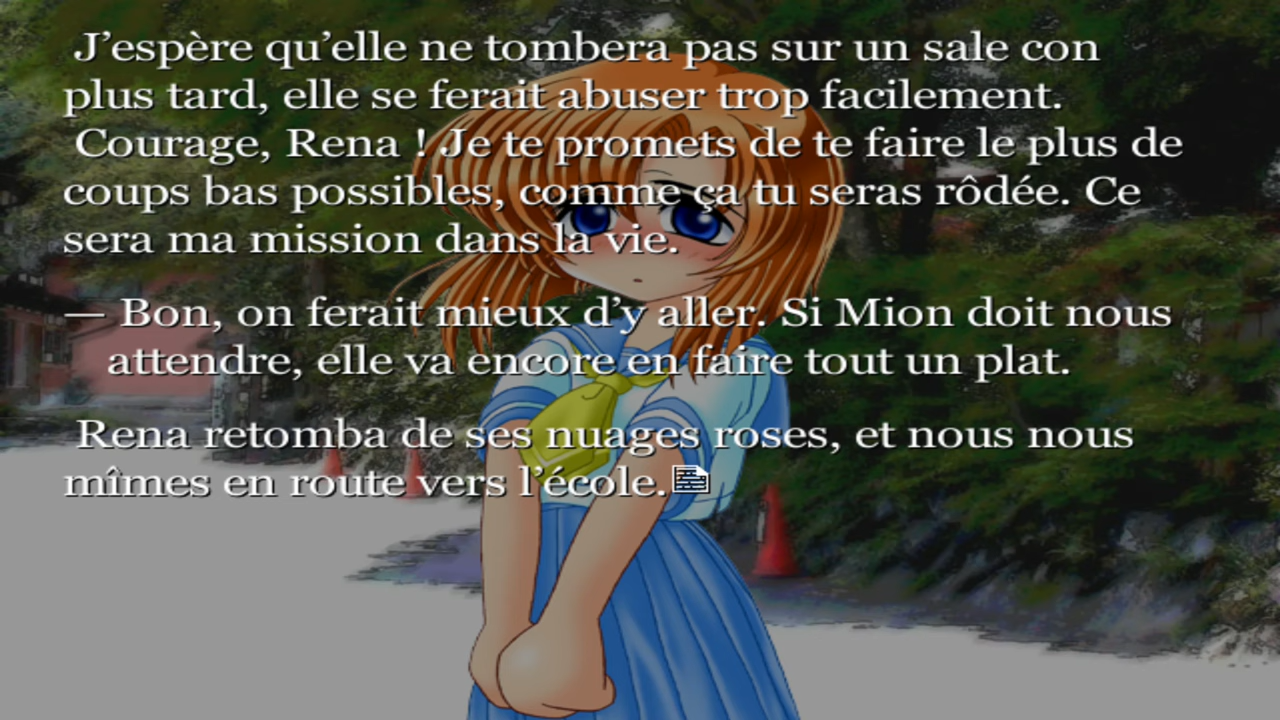 J’espère qu’elle ne tombera pas sur un sale con
plus tard, elle se ferait abuser trop facilement.
Courage, Rena ! Je te promets de te faire le plus de
coups bas possibles, comme ça tu seras rôdée. Ce
sera ma mission dans la vie.
— Bon, on ferait mieux d’y aller. Si Mion doit nous
attendre, elle va encore en faire tout un plat.
Rena retomba de ses nuages roses, et nous nous
mîmes en route vers l’école.